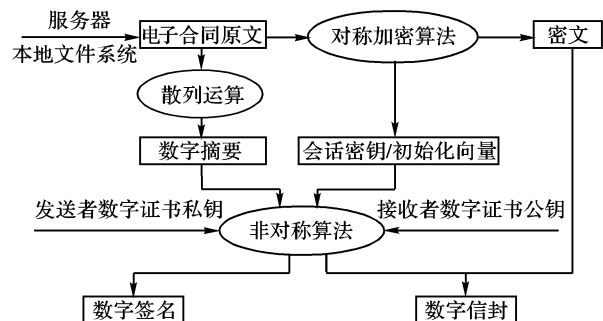 服务器
本地文件系统
电子合同原文
对称加密算法
密文
散列运算
数字摘要
会话密钥/初始化向量
发送者数字证书私钥
接收者数字证书公钥
非对称算法
数字签名
数字信封